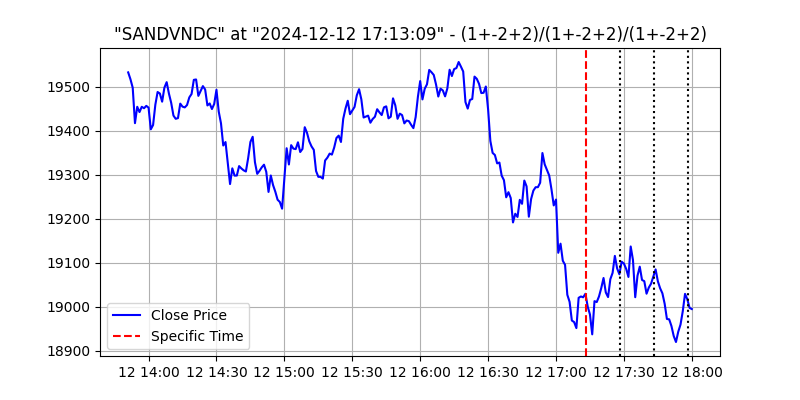 "SANDVNDC" at "2024-12-12 17:13:09" - (1+-2+2)/(1+-2+2)/(1+-2+2)
19500
19400
19300
19200
19100
19000
18900
Close Price
Specific Time
12 14:00 12 14:30 12 15:00 12 15:30 12 16:00 12 16:30 12 17:00 12 17:30 12 18:00